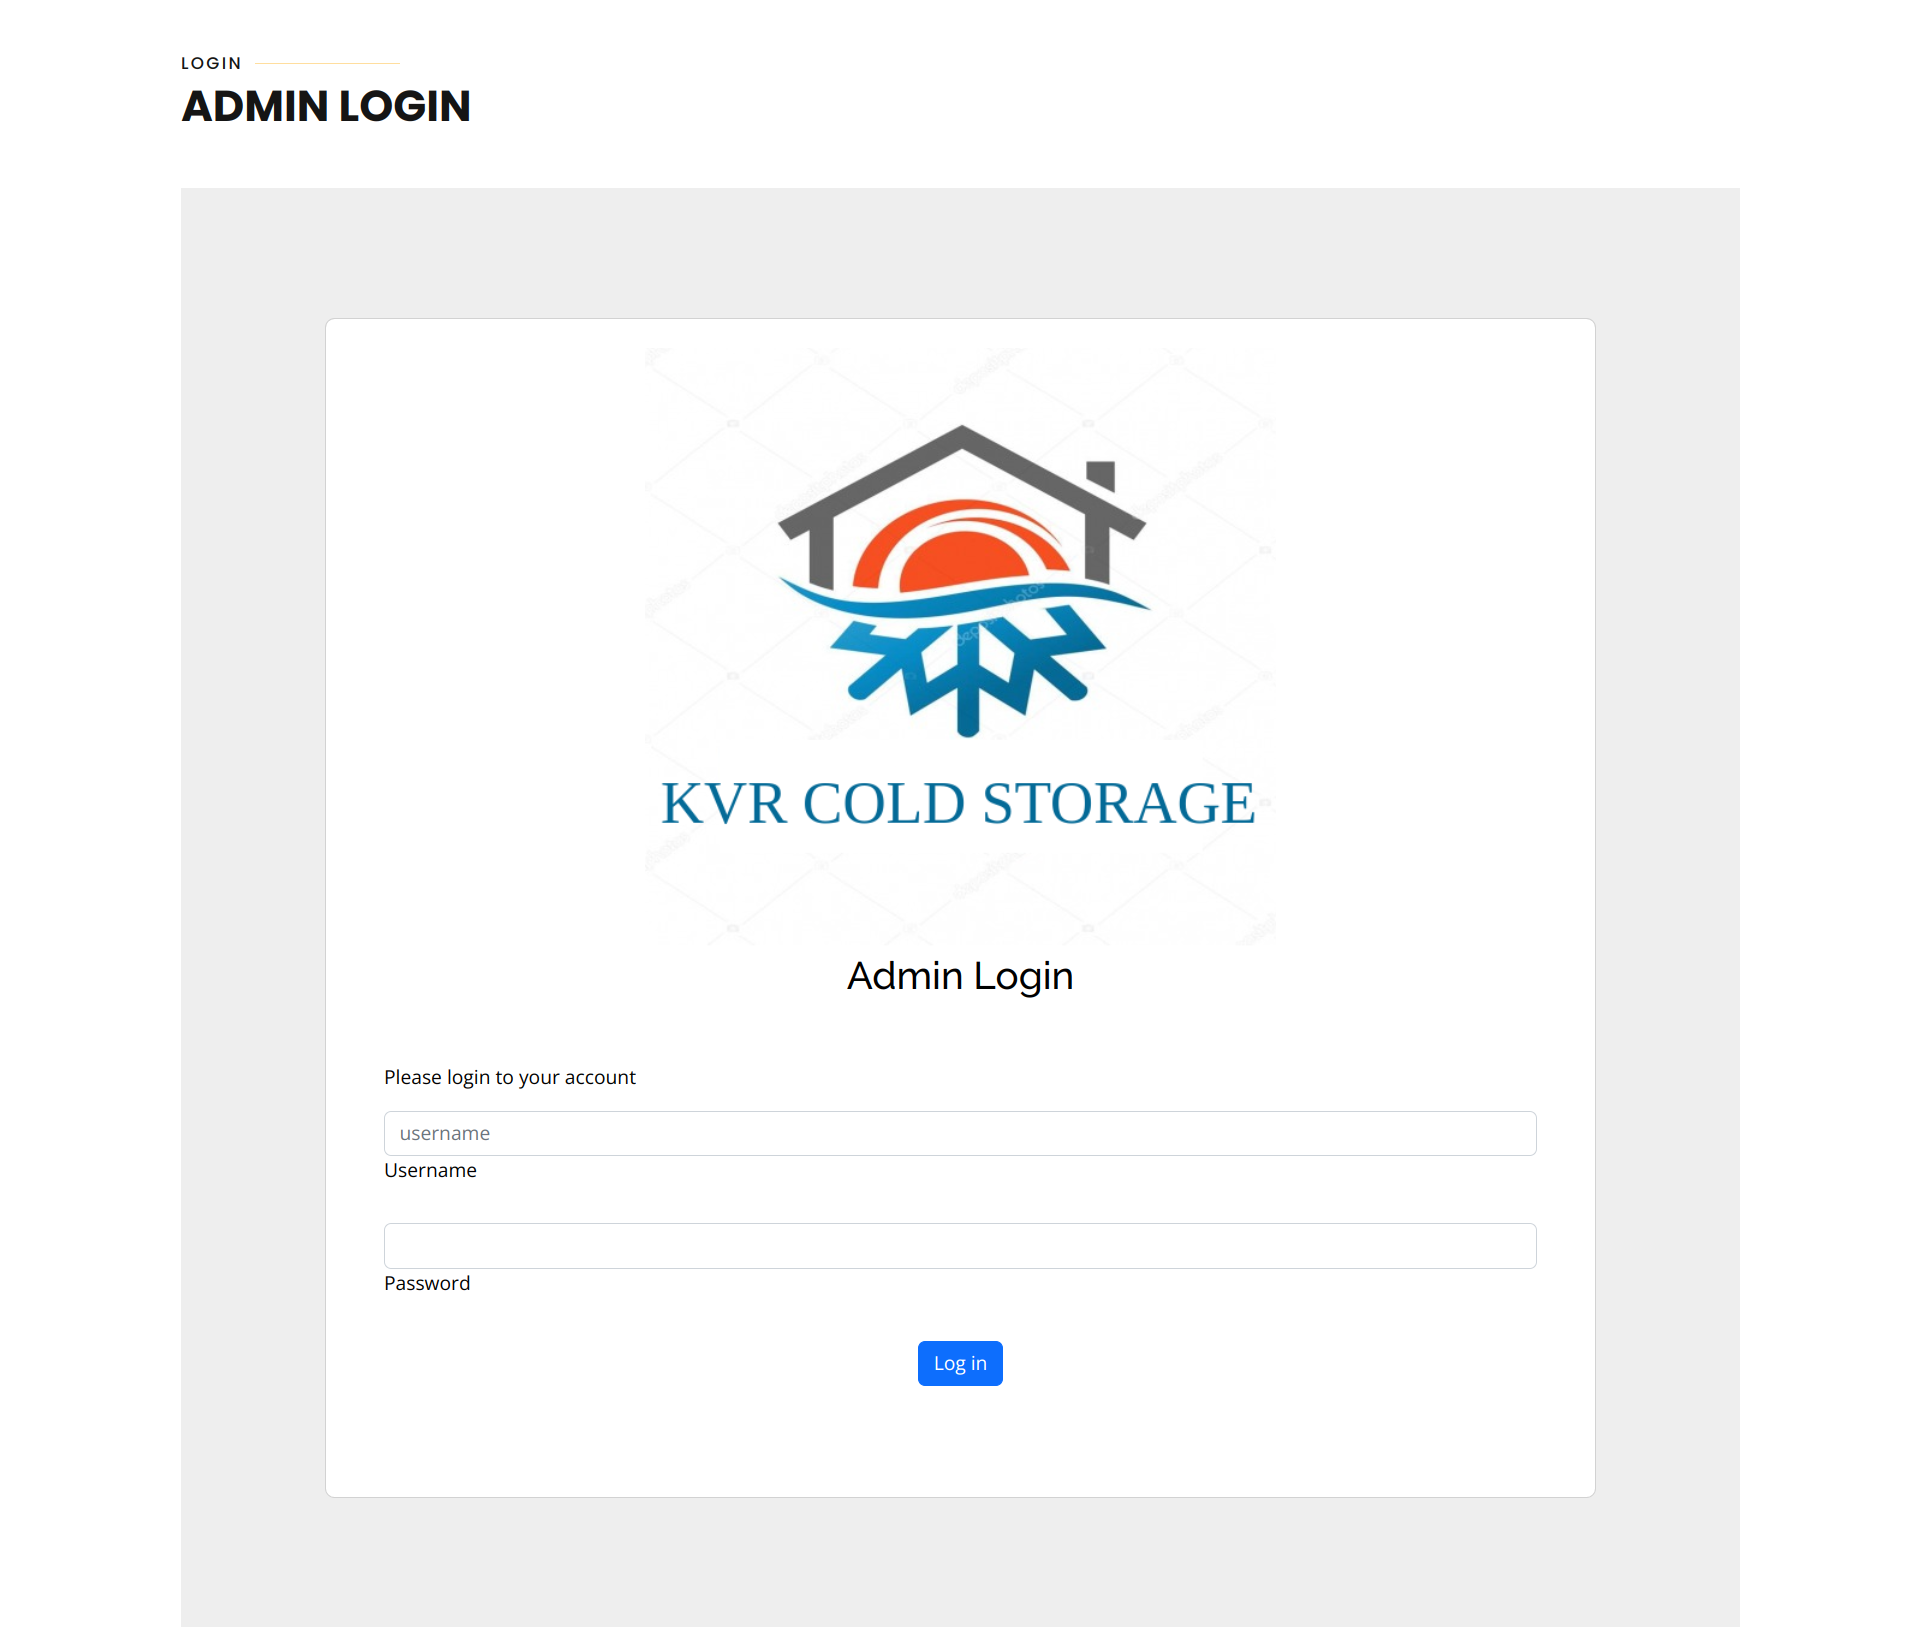 LOGIN
ADMIN LOGIN
KVR COLD STORAGE
Admin Login
Please login to your account
username
Username
Password
Log in